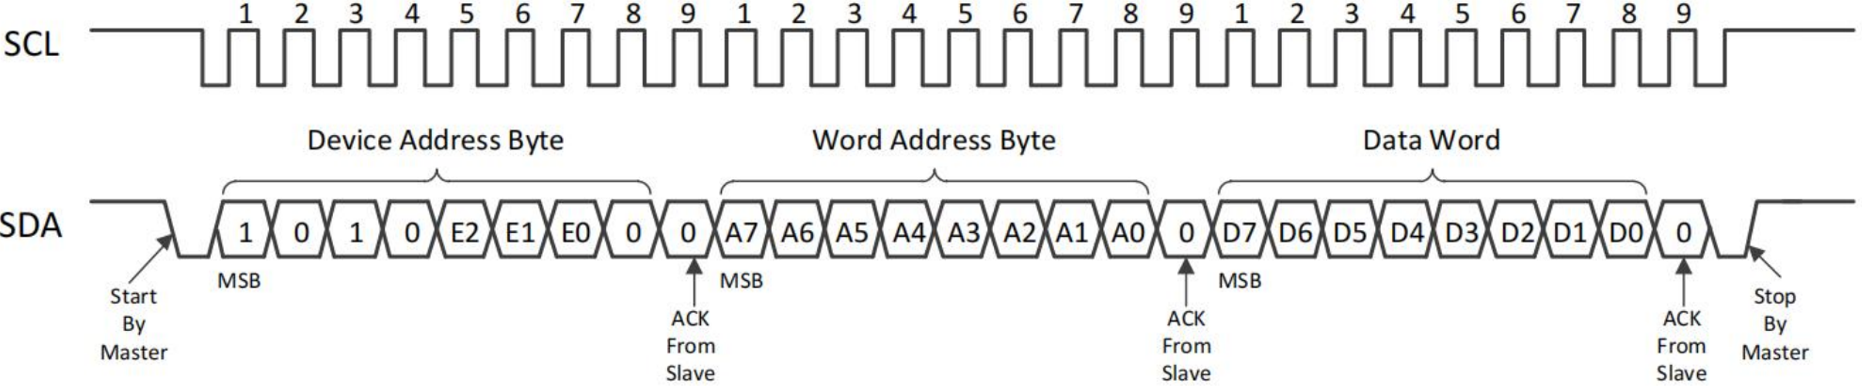 1 2 3 4 5 6 7 8 9 1 2 3 4 5 6 7 8 9 1 2 3 4 5 6 7 8 9
SCL
Device Address Byte Word Address Byte Data Word
SDA
1 0 1 0 E2 E1 E0 0 0 A7 A6 A5 A4 A3 A2 A1 A0 0 D7 D6 D5 D4 D3 D2 D1 D0 0
MSB MSB MSB
Start
By
Master
ACK
From
Slave
ACK
From
Slave
ACK
From
Slave
Stop
By
Master